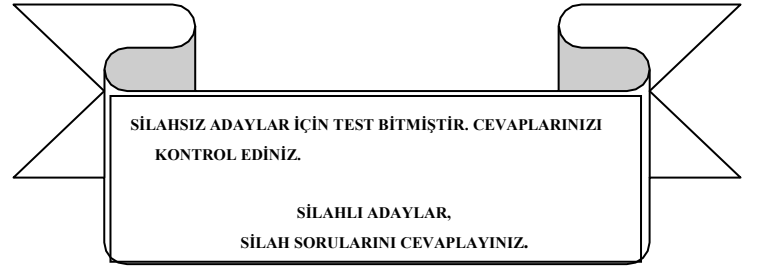 SİLAHSIZ ADAYLAR İÇİN TEST BİTMİŞTİR. CEVAPLARINIZI
KONTROL EDİNİZ.
SİLAHLI ADAYLAR,
SİLAH SORULARINI CEVAPLAYINIZ.